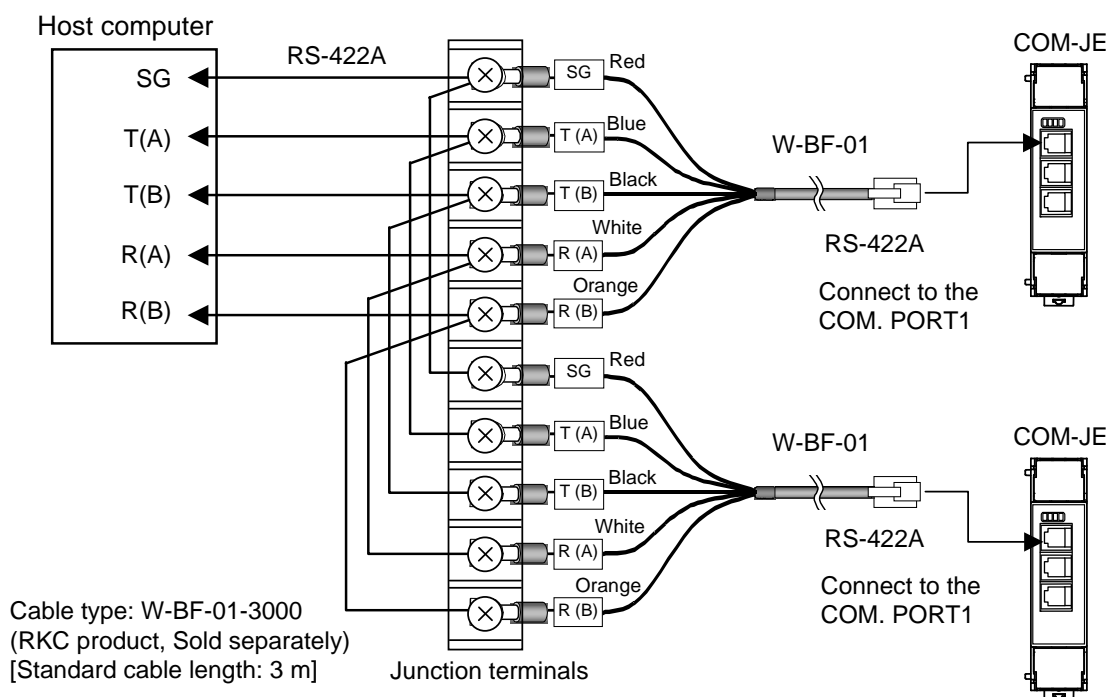 Host computer
RS-422A
COM-JE
SG
SG
Red
T(A)
T (A)
Blue
W-BF-01
T(B)
T (B)
Black
R(A)
R (A)
White
RS-422A
R(B)
R (B)
Orange
Connect to the
COM. PORT1
SG
Red
T (A)
Blue
W-BF-01
COM-JE
T (B)
Black
R (A)
White
RS-422A
R (B)
Orange
Connect to the
COM. PORT1
Cable type: W-BF-01-3000
(RKC product, Sold separately)
[Standard cable length: 3 m]
Junction terminals